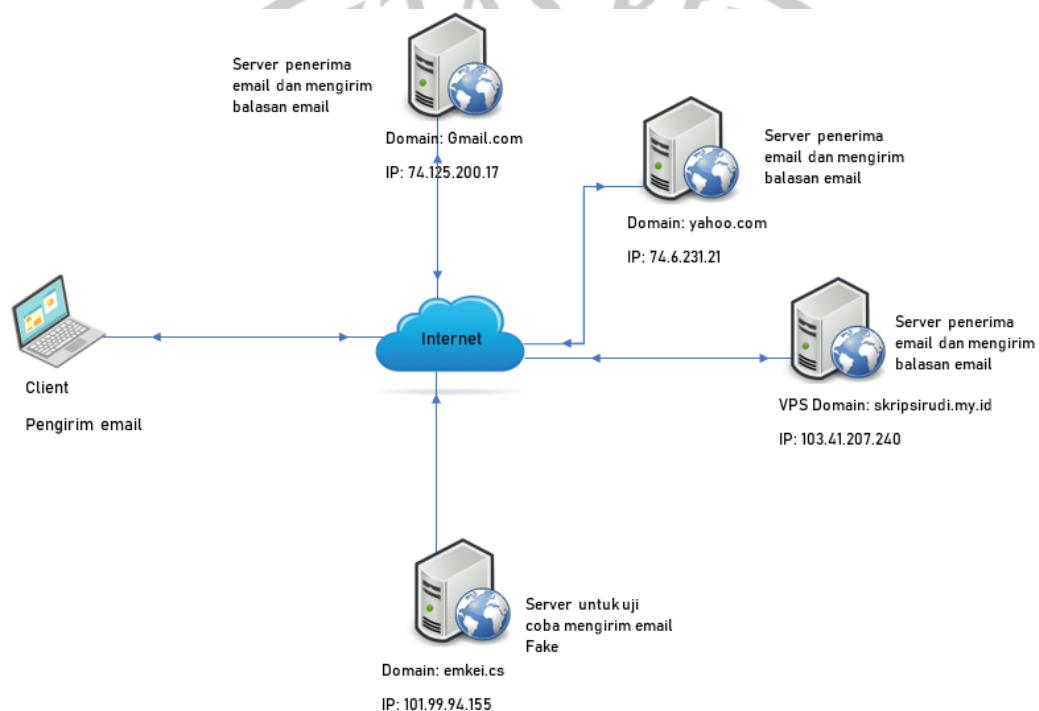 Server penerima
email dan mengirim
balasan email
Domain: Gmail.com
IP: 74.125.200.17
Server penerima
email dan mengirim
balasan email
Domain: yahoo.com
IP: 74.6.231.21
Internet
Server penerima
email dan mengirim
balasan email
VPS Domain: skripsirudi.my.id
IP: 103.41.207.240
Client
Pengirim email
Server untuk uji
coba mengirim email
Fake
Domain: emkei.cs
IP: 101.99.94.155